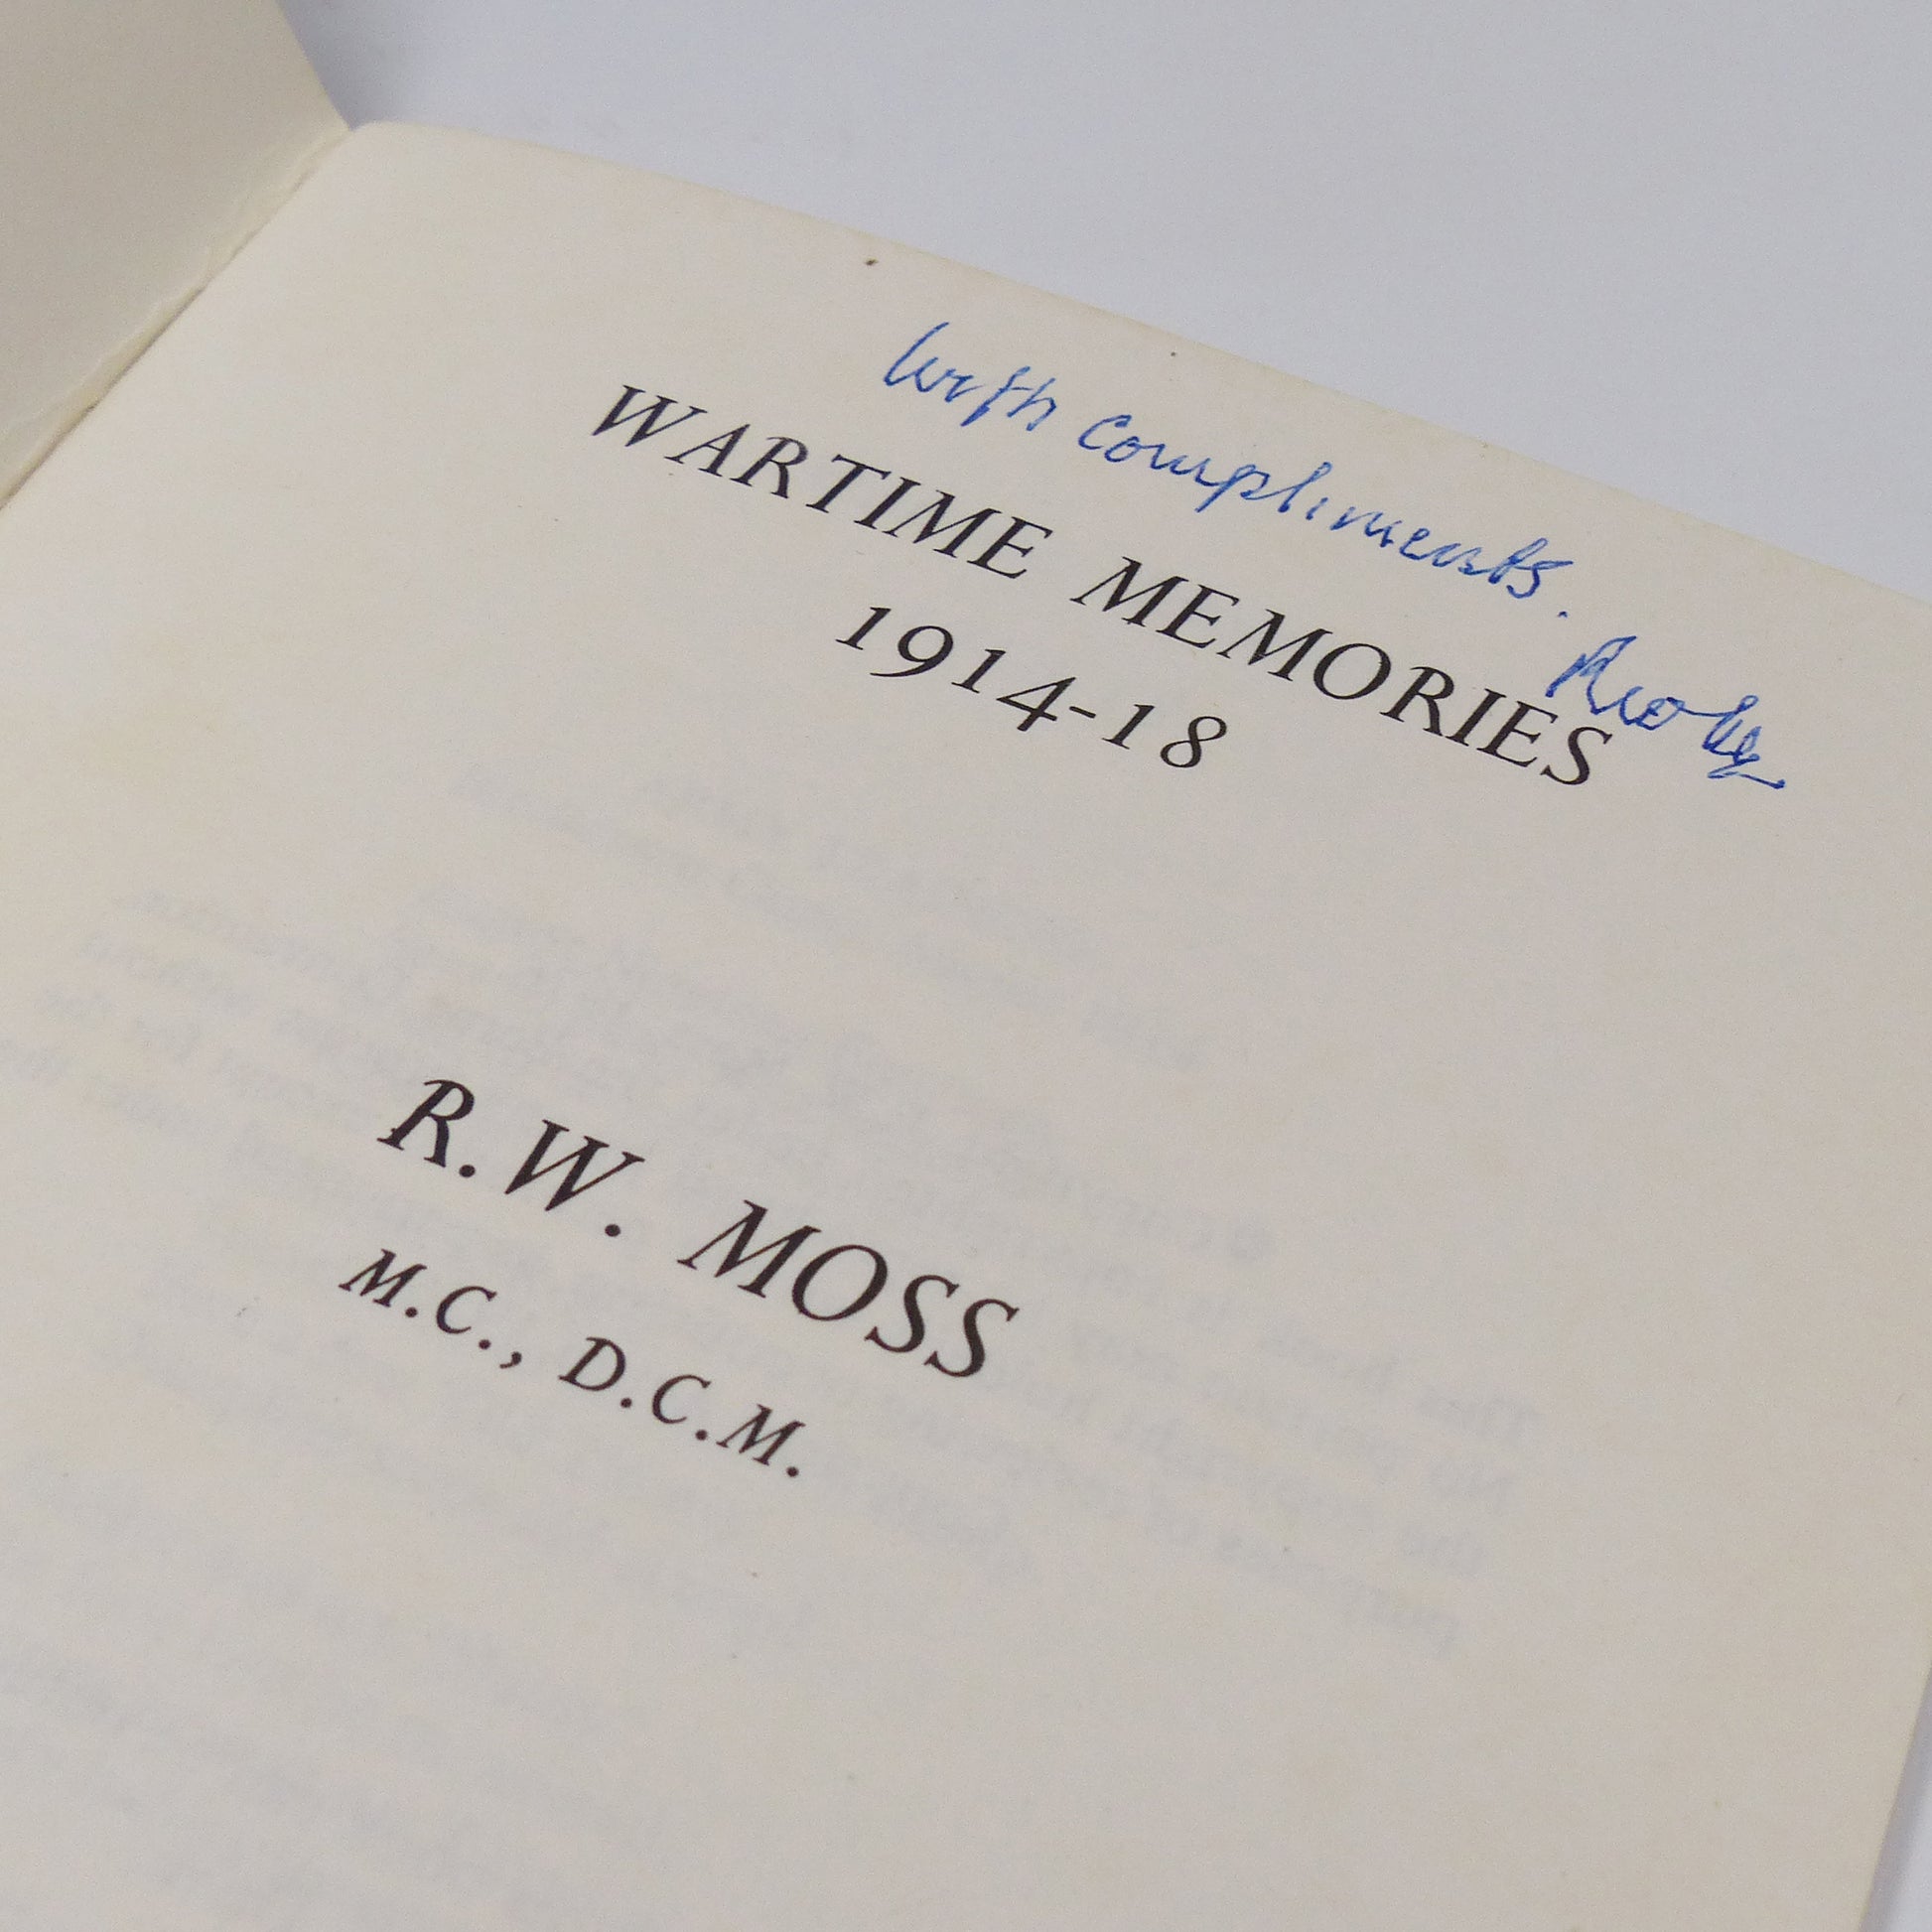 With compliments.
WARTIME MEMORIES
1914-18
R.W. MOSS
M.C., D.C.M.